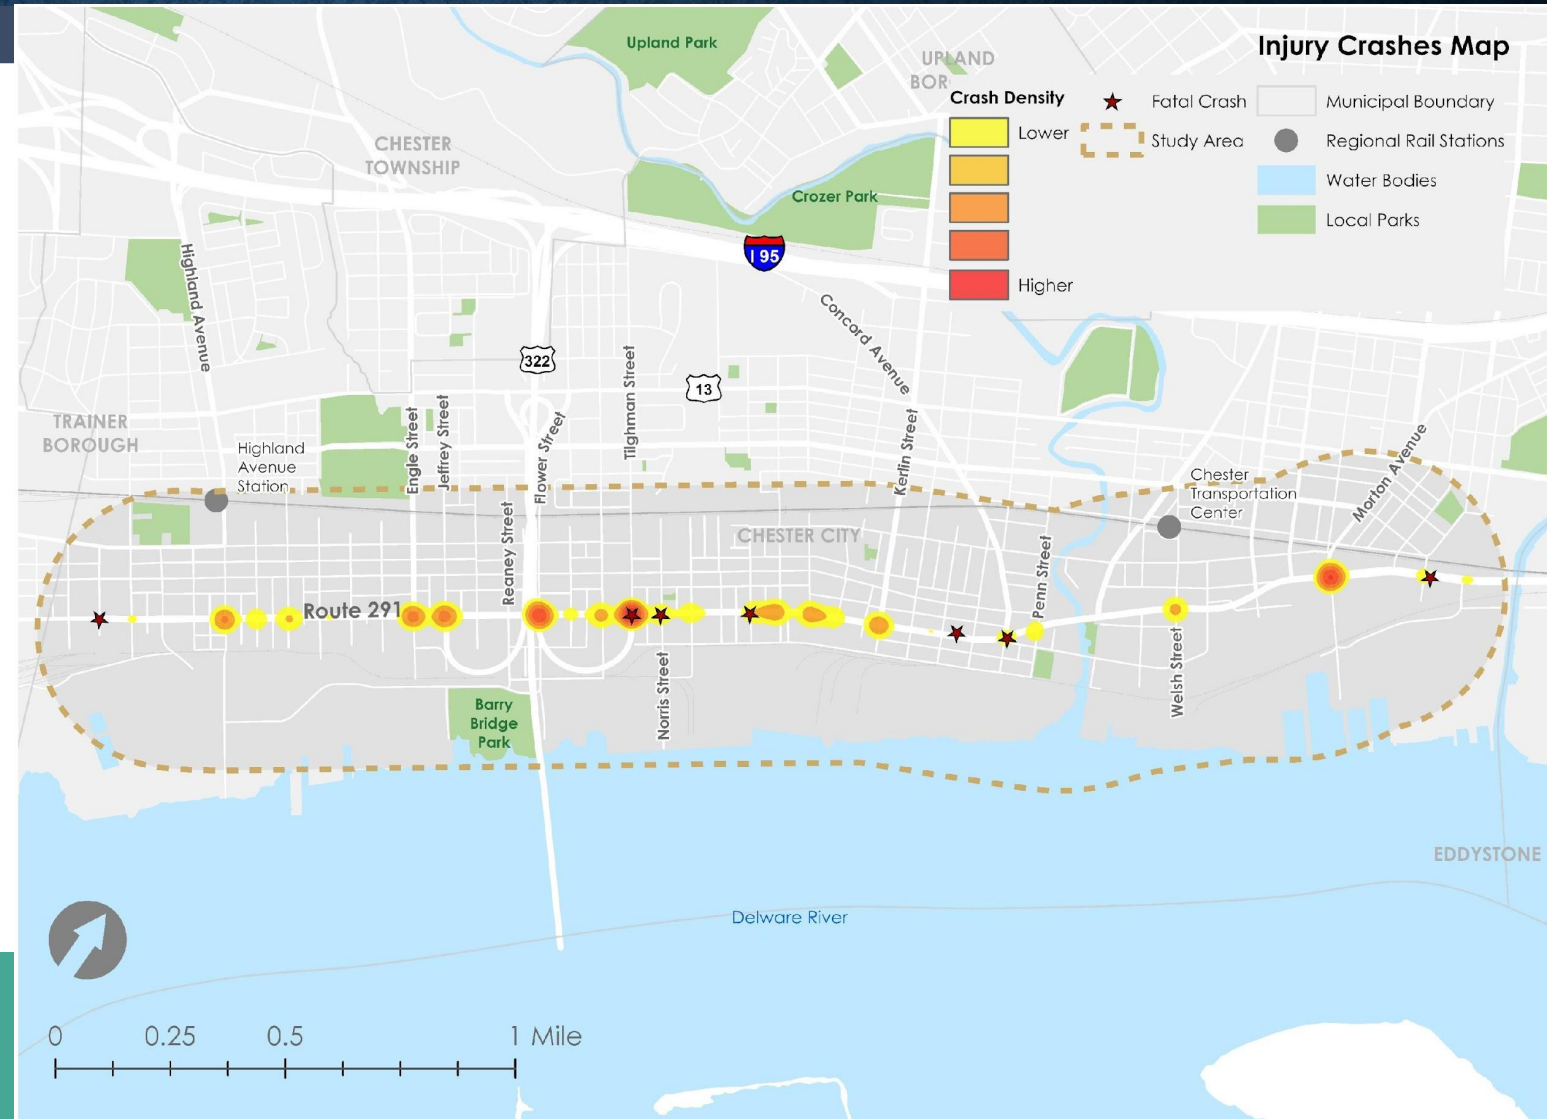 Injury Crashes Map
Upland Park
UPLAND
BOR
Crash Density
Lower
Higher
Fatal Crash
Study Area
Municipal Boundary
Regional Rail Stations
Water Bodies
Local Parks
CHESTER
TOWNSHIP
Crozer Park
I 95
Highland Avenue
Concord Avenue
322
13
Tilghman Street
TRAINER
BOROUGH
Highland
Avenue
Station
Engle Street
Jeffrey Street
Flower Street
Kerlin Street
Morton Avenue
Chester
Transportation
Center
Reaney Street
CHESTER CITY
Penn Street
Route 291
Norris Street
Welsh Street
Barry
Bridge
Park
EDDYSTONE
Delware River
0
0.25
0.5
1 Mile